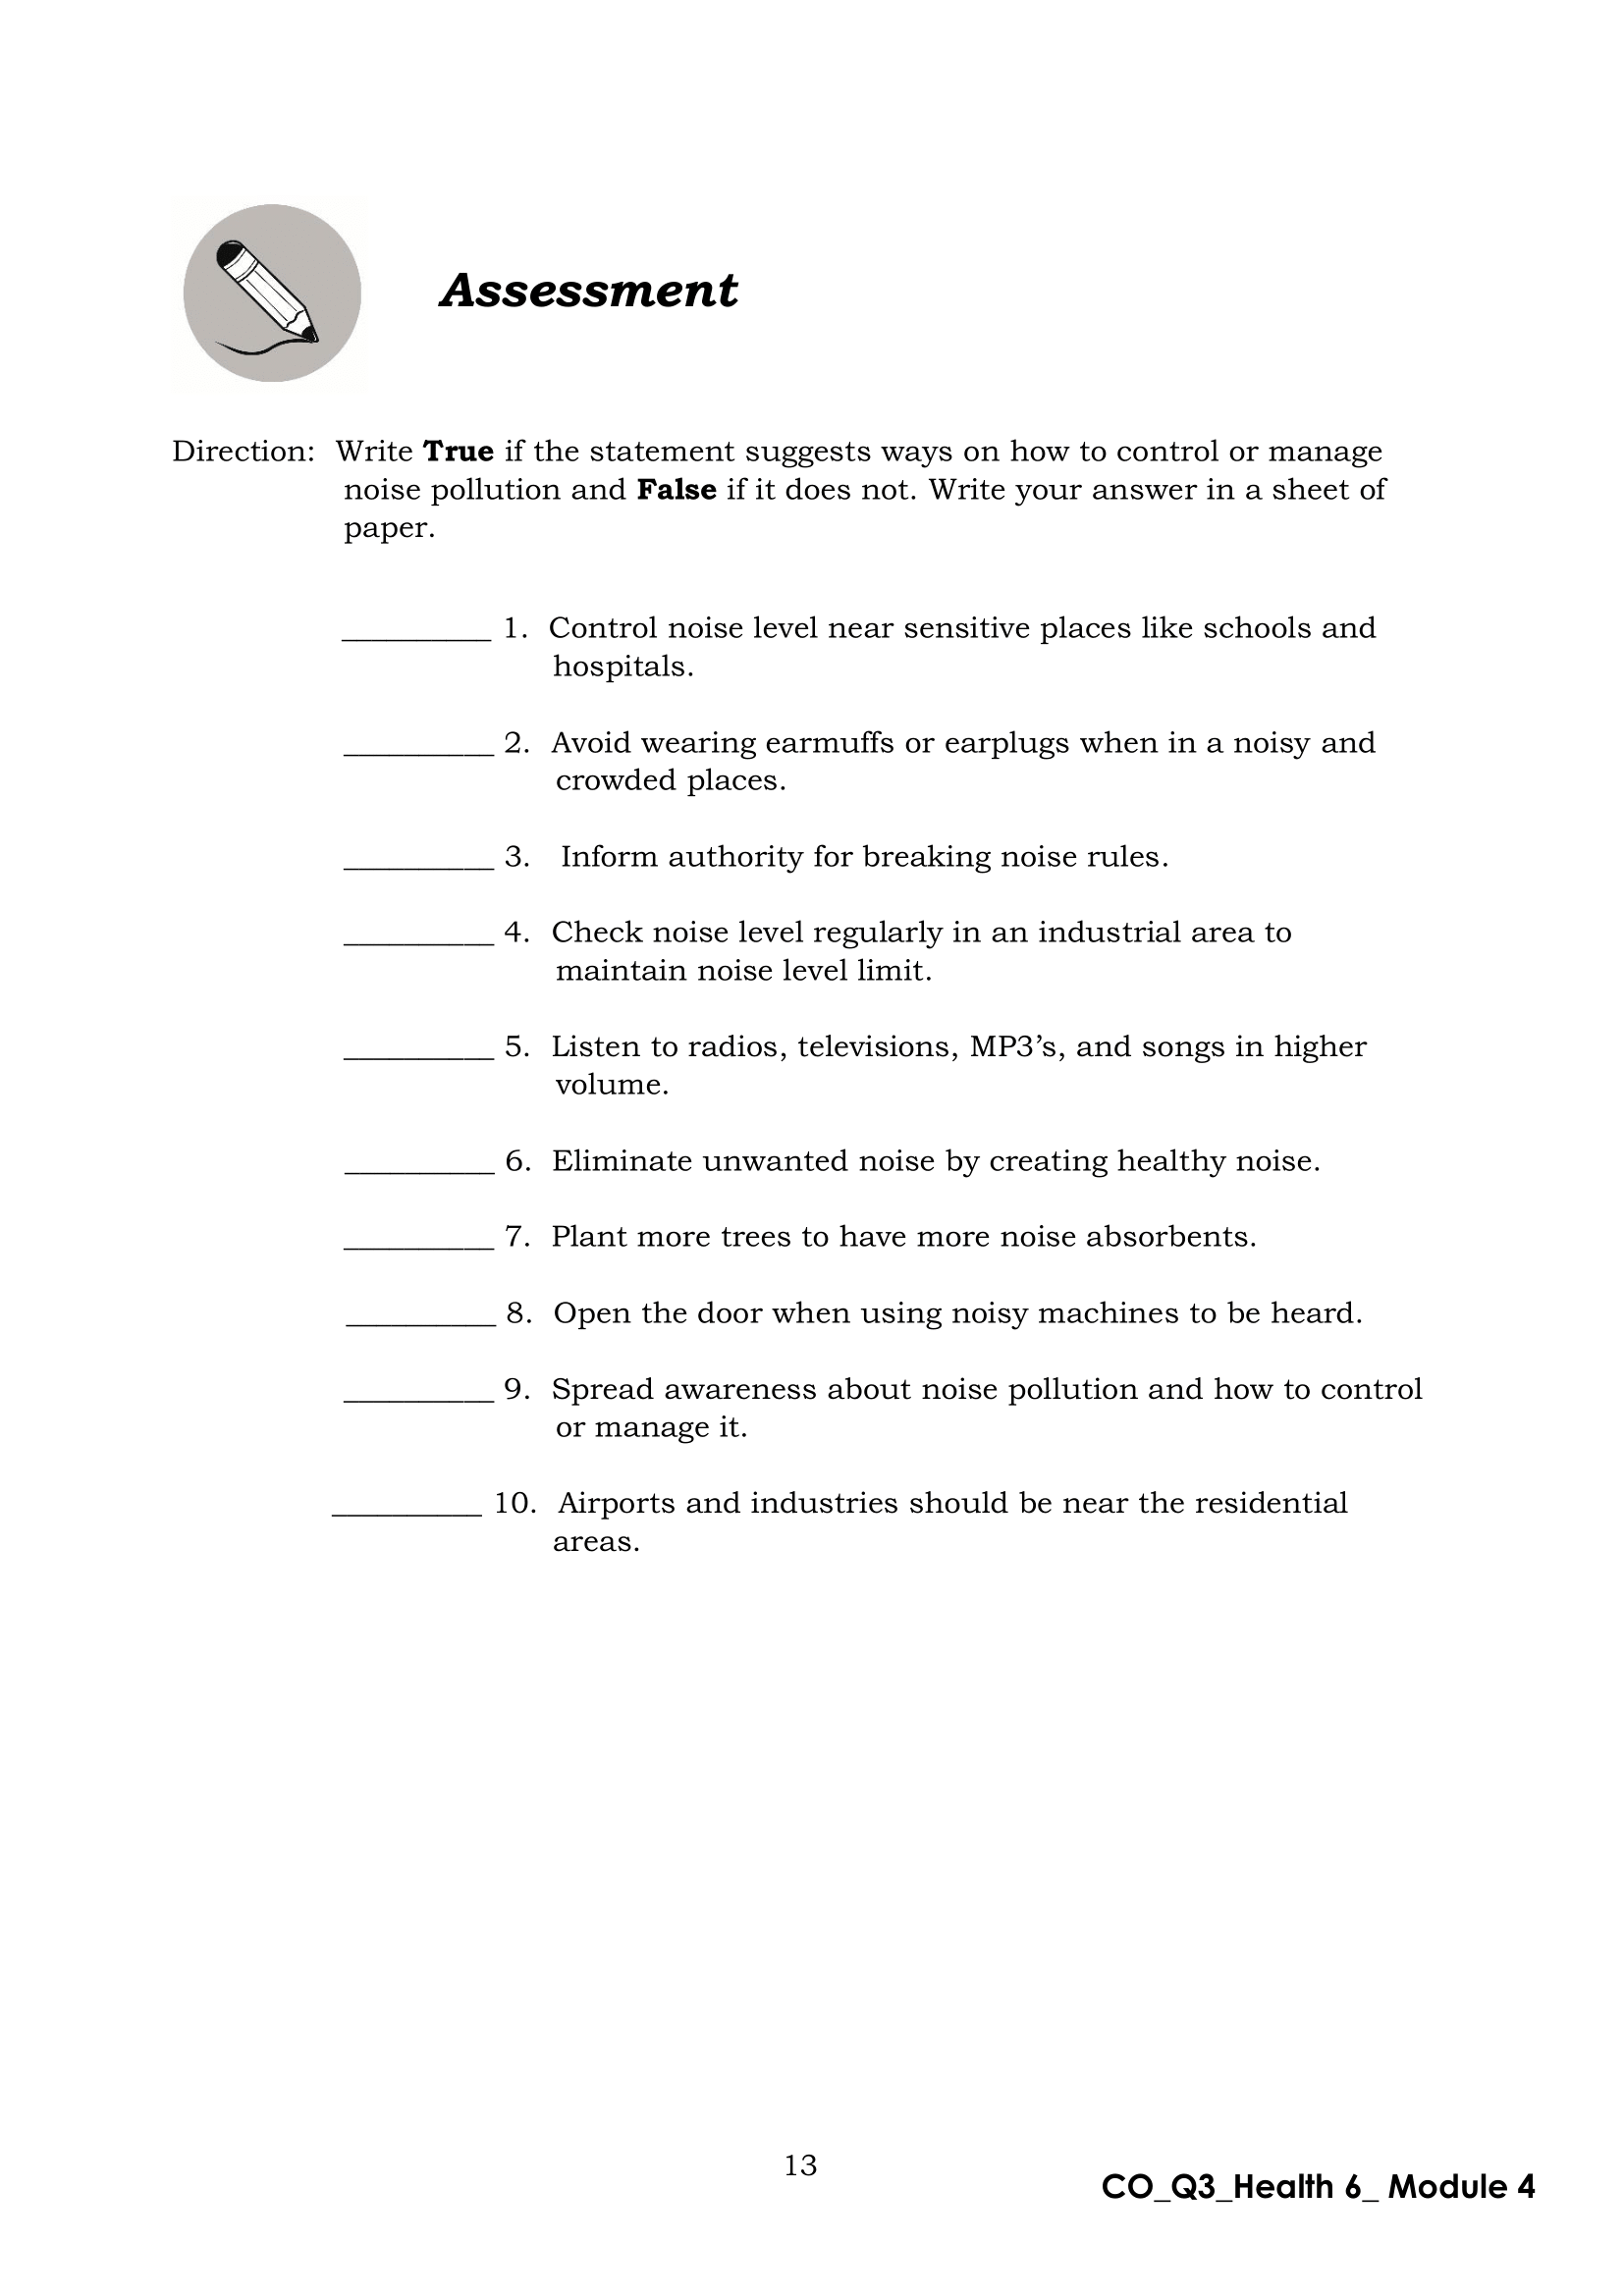 Assessment
Direction: Write True if the statement suggests ways on how to control or manage
noise pollution and False if it does not. Write your answer in a sheet of
paper.
__________ 1. Control noise level near sensitive places like schools and
hospitals.
__________ 2. Avoid wearing earmuffs or earplugs when in a noisy and
crowded places.
__________ 3. Inform authority for breaking noise rules.
__________ 4. Check noise level regularly in an industrial area to
maintain noise level limit.
__________ 5. Listen to radios, televisions, MP3’s, and songs in higher
volume.
__________ 6. Eliminate unwanted noise by creating healthy noise.
__________ 7. Plant more trees to have more noise absorbents.
__________ 8. Open the door when using noisy machines to be heard.
__________ 9. Spread awareness about noise pollution and how to control
or manage it.
__________ 10. Airports and industries should be near the residential
areas.
13
CO_Q3_Health 6_ Module 4